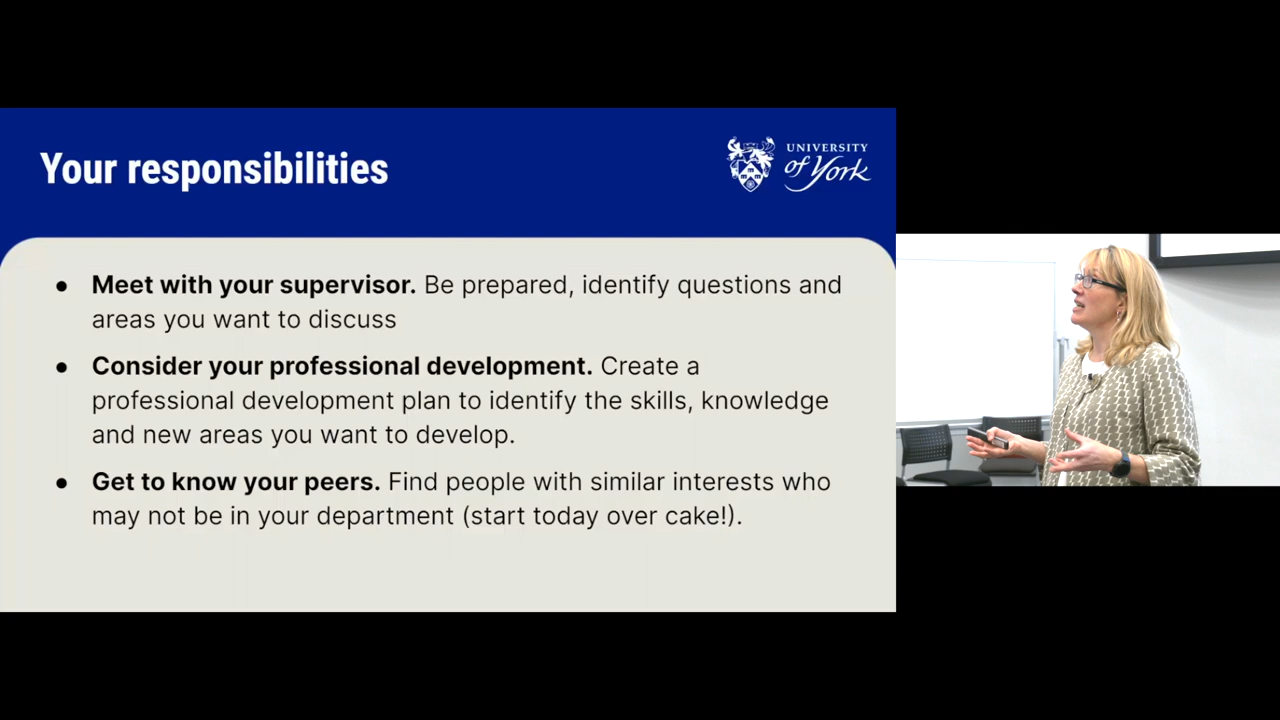 Your responsibilities
UNIVERSITY
of York
● Meet with your supervisor. Be prepared, identify questions and
areas you want to discuss
● Consider your professional development. Create a
professional development plan to identify the skills, knowledge
and new areas you want to develop.
● Get to know your peers. Find people with similar interests who
may not be in your department (start today over cake!).